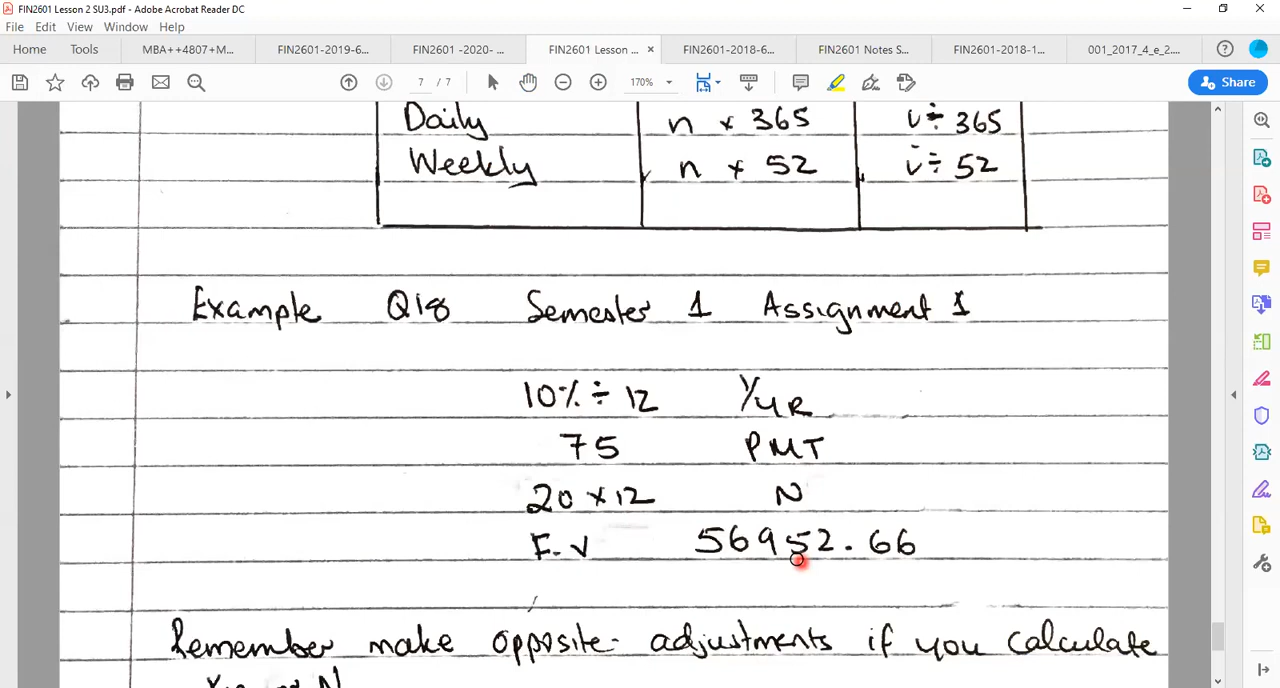 FIN2601 Lesson 2 SU3.pdf - Adobe Acrobat Reader DC
File Edit View Window Help
Home Tools MBA++4807+M... FIN2601-2019-6... FIN2601 -2020- ... FIN2601 Lesson ... × FIN2601-2018-6... FIN2601 Notes S... FIN2601-2018-1... 001_2017_4_e_2....
7 / 7 170% Share
Daily n × 365 i ÷ 365
Weekly n × 52 i ÷ 52
Example Q18 Semester 1 Assignment 1
10% ÷ 12 I/YR
75 PMT
20 × 12 N
F.V 56952.66
Remember make opposite adjustments if you calculate